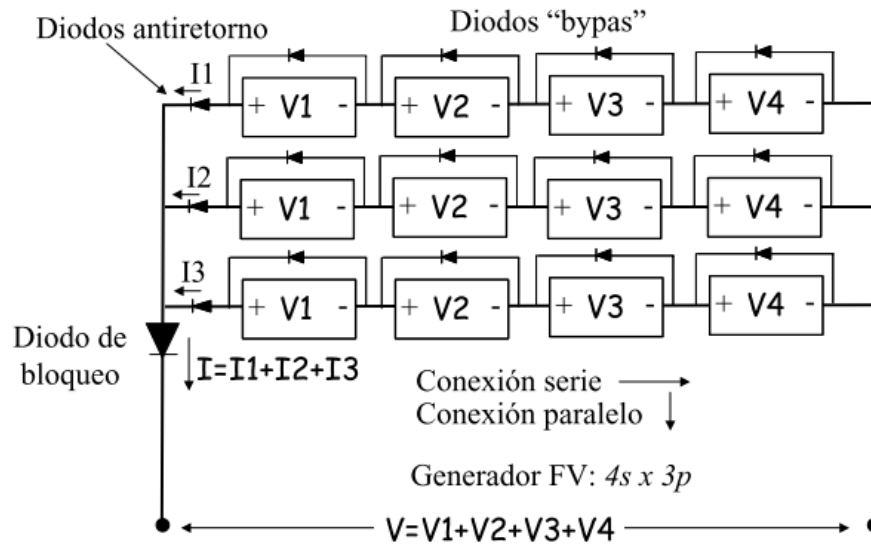 Diodos antiretorno
Diodos “bypas”
I1
+ V1 -
+ V2 -
+ V3 -
+ V4 -
I2
+ V1 -
+ V2 -
+ V3 -
+ V4 -
I3
+ V1 -
+ V2 -
+ V3 -
+ V4 -
Diodo de
bloqueo
I=I1+I2+I3
Conexión serie
Conexión paralelo
Generador FV: 4s x 3p
V=V1+V2+V3+V4